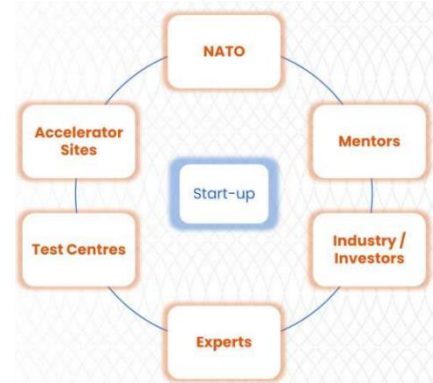 NATO
Accelerator
Sites
Mentors
Start-up
Test Centres
Industry /
Investors
Experts